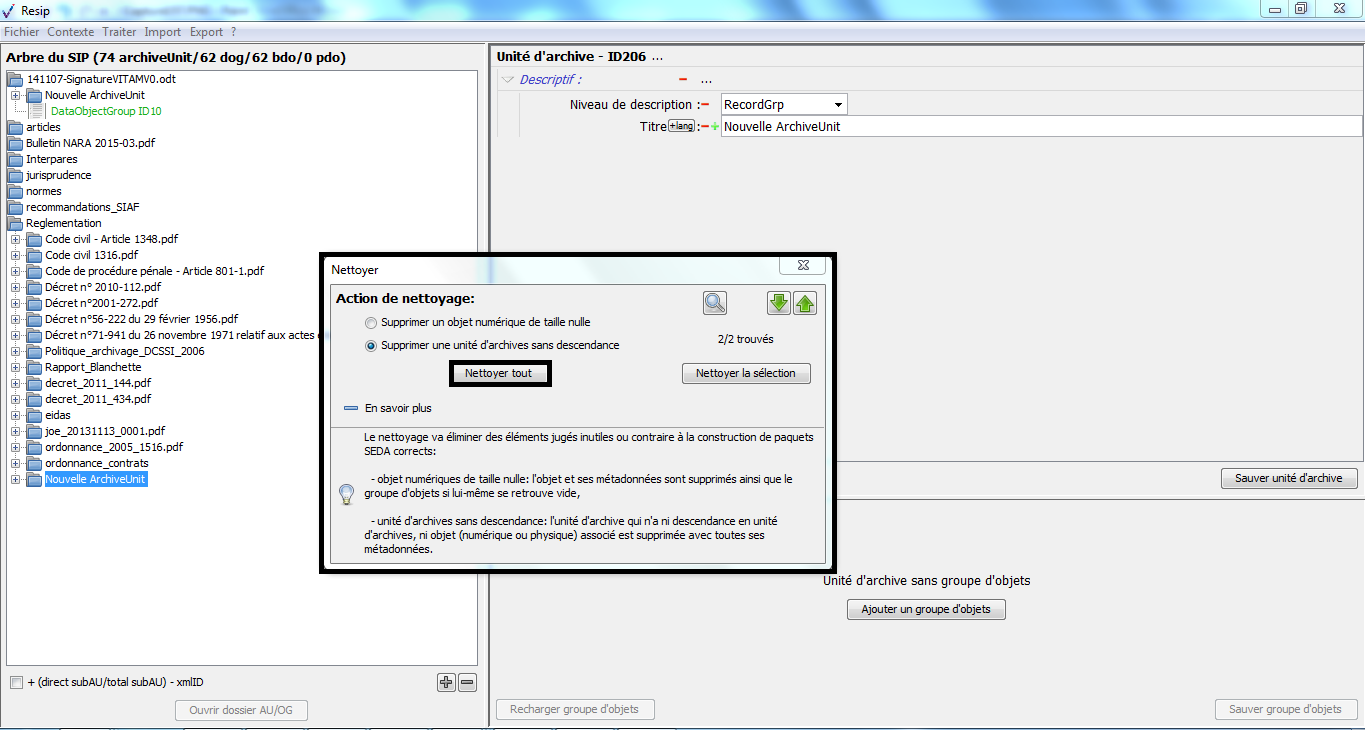 Resip
Fichier Contexte Traiter Import Export ?
Arbre du SIP (74 archiveUnit/62 dog/62 bdo/0 pdo)
141107-SignatureVITAMV0.odt
Nouvelle ArchiveUnit
DataObjectGroup ID10
articles
Bulletin NARA 2015-03.pdf
Interpares
jurisprudence
normes
recommandations_SIAF
Reglementation
Code civil - Article 1348.pdf
Code civil 1316.pdf
Code de procédure pénale - Article 801-1.pdf
Décret n° 2010-112.pdf
Décret n°2001-272.pdf
Décret n°56-222 du 29 février 1956.pdf
Décret n°71-941 du 26 novembre 1971 relatif aux actes
Politique_archivage_DCSSI_2006
Rapport_Blanchette
decret_2011_144.pdf
decret_2011_434.pdf
eidas
joe_20131113_0001.pdf
ordonnance_2005_1516.pdf
ordonnance_contrats
Nouvelle ArchiveUnit
+ (direct subAU/total subAU) - xmlID
Ouvrir dossier AU/OG
Unité d'archive - ID206 ...
Descriptif : ...
Niveau de description : RecordGrp
Titre +lang : Nouvelle ArchiveUnit
Nettoyer
Action de nettoyage:
Supprimer un objet numérique de taille nulle
Supprimer une unité d'archives sans descendance
2/2 trouvés
Nettoyer tout
Nettoyer la sélection
En savoir plus
Le nettoyage va éliminer des éléments jugés inutiles ou contraire à la construction de paquets
SEDA corrects:
- objet numériques de taille nulle: l'objet et ses métadonnées sont supprimés ainsi que le
groupe d'objets si lui-même se retrouve vide,
- unité d'archives sans descendance: l'unité d'archive qui n'a ni descendance en unité
d'archives, ni objet (numérique ou physique) associé est supprimée avec toutes ses
métadonnées.
Sauver unité d'archive
Unité d'archive sans groupe d'objets
Ajouter un groupe d'objets
Recharger groupe d'objets
Sauver groupe d'objets